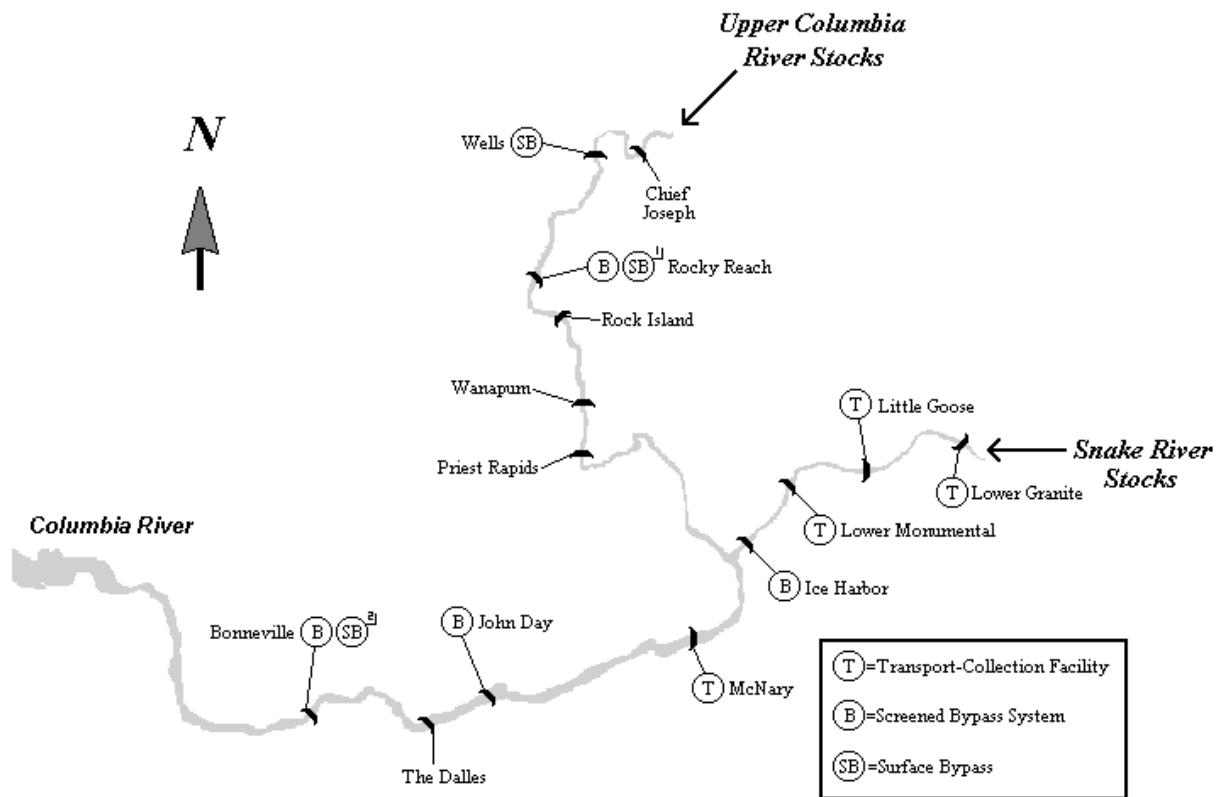 Upper Columbia
River Stocks
N
Wells SB
Chief
Joseph
B SB 1) Rocky Reach
Rock Island
Wanapum
T Little Goose
Priest Rapids
Snake River
Stocks
T Lower Granite
Columbia River
T Lower Monumental
B Ice Harbor
Bonneville B SB 2)
B John Day
T McNary
The Dalles
T =Transport-Collection Facility
B =Screened Bypass System
SB =Surface Bypass